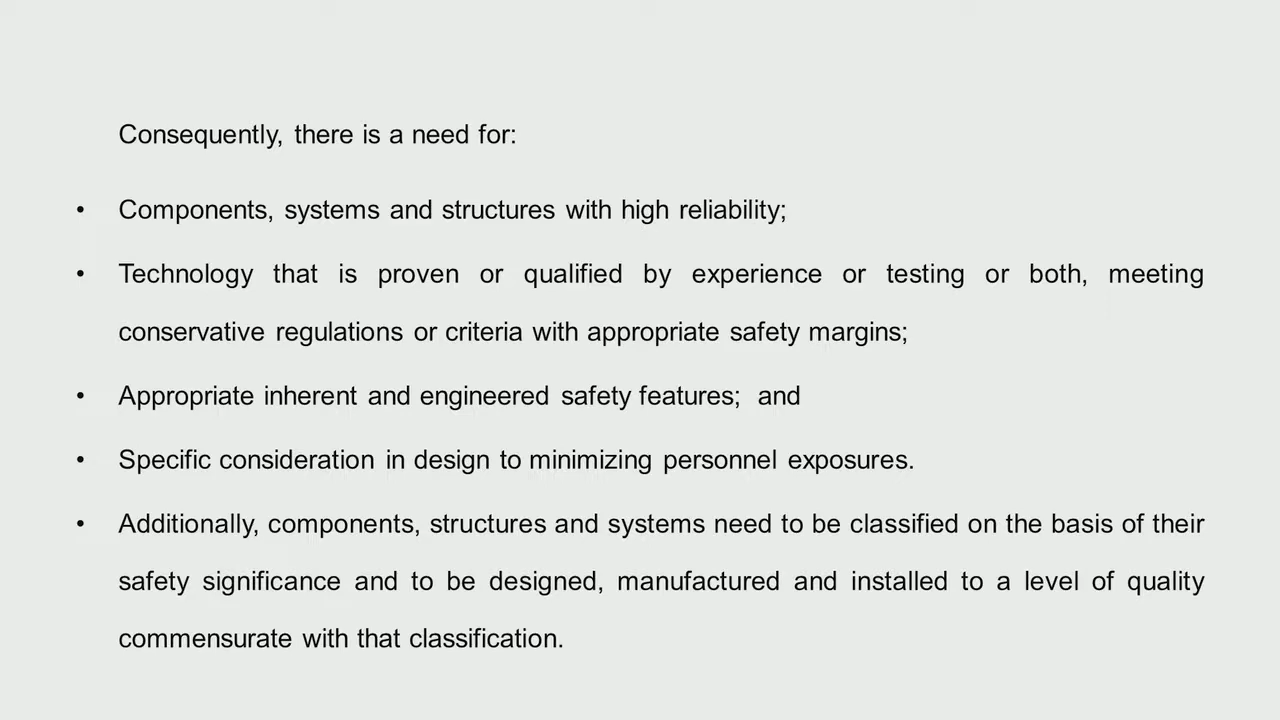 Consequently, there is a need for:
• Components, systems and structures with high reliability;
• Technology that is proven or qualified by experience or testing or both, meeting
conservative regulations or criteria with appropriate safety margins;
• Appropriate inherent and engineered safety features; and
• Specific consideration in design to minimizing personnel exposures.
• Additionally, components, structures and systems need to be classified on the basis of their
safety significance and to be designed, manufactured and installed to a level of quality
commensurate with that classification.